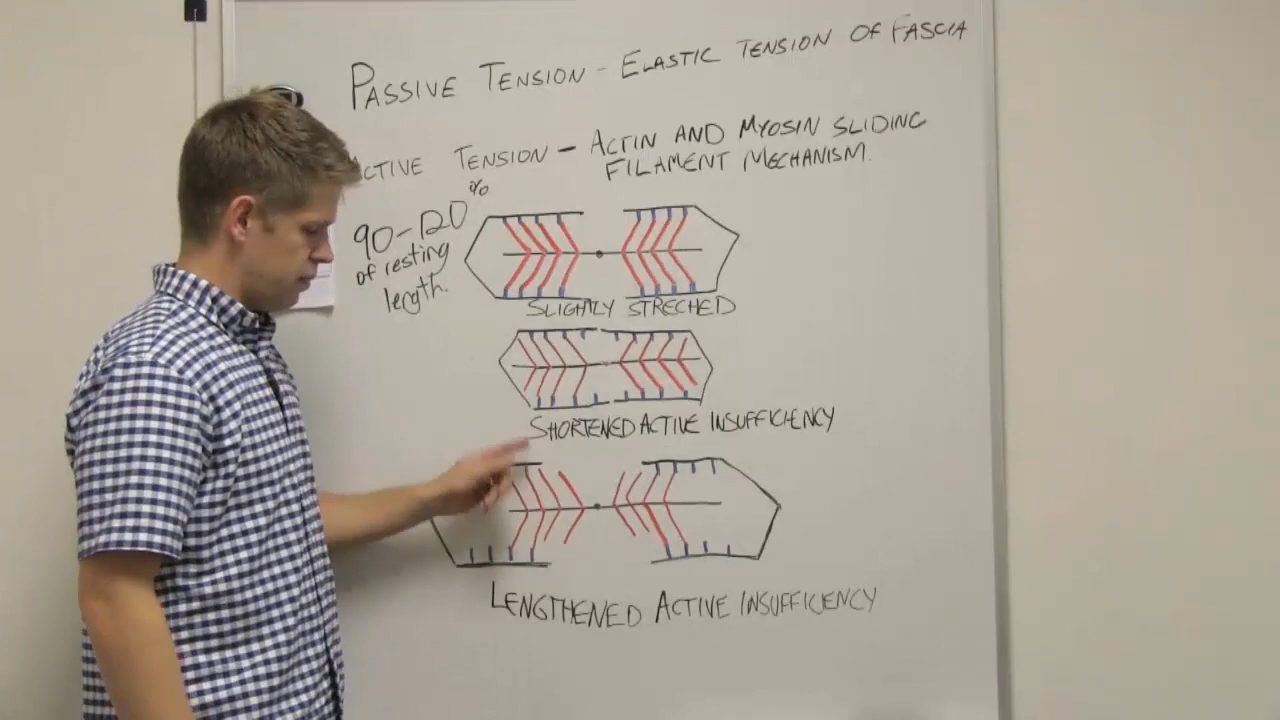 PASSIVE TENSION - ELASTIC TENSION OF FASCIA
ACTIVE TENSION - ACTIN AND MYOSIN SLIDING
FILAMENT MECHANISM.
90-120%
of resting
length.
SLIGHTLY STRECHED
SHORTENED ACTIVE INSUFFICIENCY
LENGTHENED ACTIVE INSUFFICIENCY